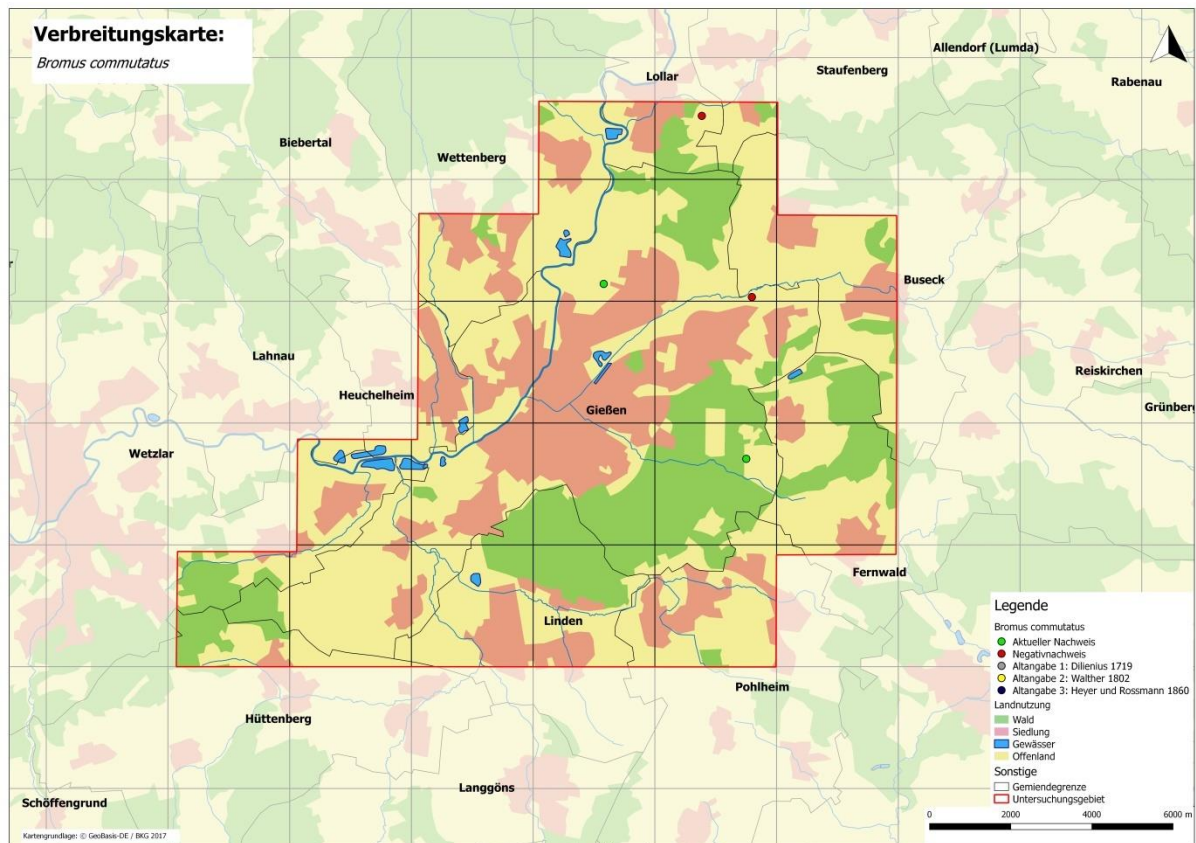 Verbreitungskarte:
Bromus commutatus
Allendorf (Lumda)
Lollar
Staufenberg
Rabenau
Biebertal
Wettenberg
Buseck
Lahnau
Reiskirchen
Heuchelheim
Grünberg
Gießen
Wetzlar
Fernwald
Linden
Pohlheim
Hüttenberg
Langgöns
Schöffengrund
Legende
Bromus commutatus
Aktueller Nachweis
Negativnachweis
Altangabe 1: Dilienius 1719
Altangabe 2: Walther 1802
Altangabe 3: Heyer und Rossmann 1860
Landnutzung
Wald
Siedlung
Gewässer
Offenland
Sonstige
Gemiendegrenze
Untersuchungsgebiet
0 2000 4000 6000 m
Kartengrundlage: © GeoBasis-DE / BKG 2017